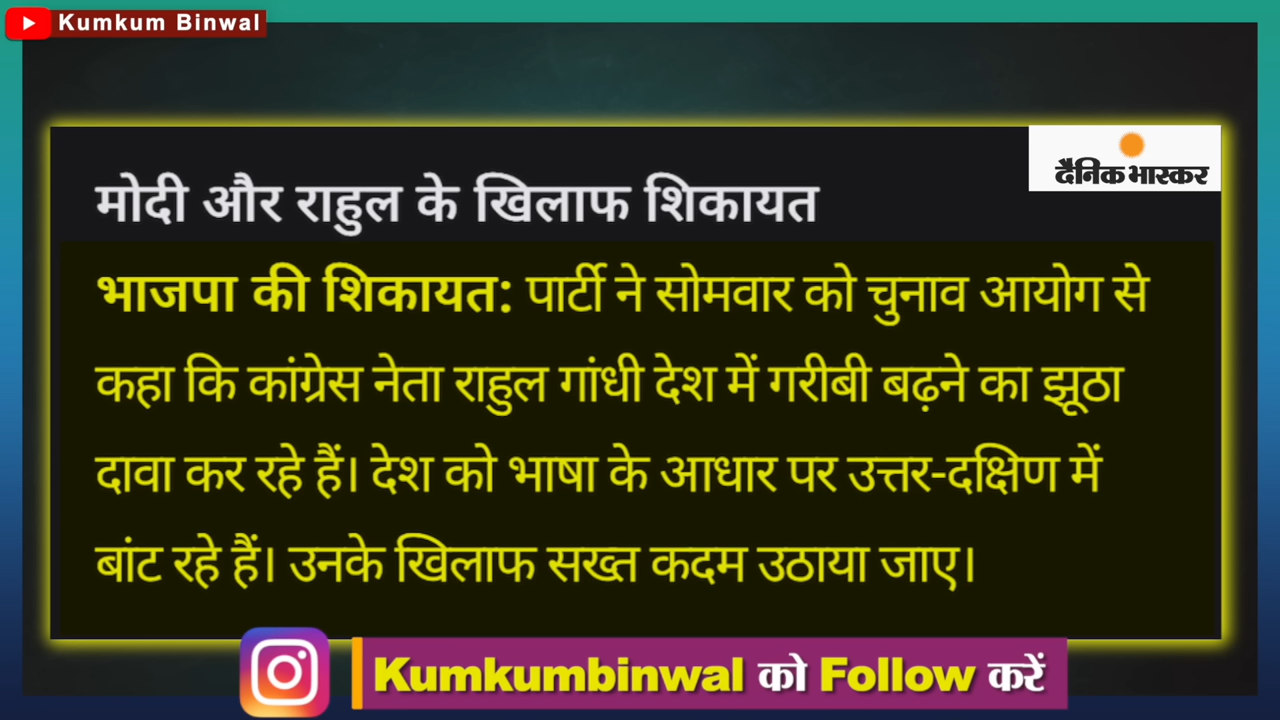 Kumkum Binwal
दैनिक भास्कर
मोदी और राहुल के खिलाफ शिकायत
भाजपा की शिकायत: पार्टी ने सोमवार को चुनाव आयोग से
कहा कि कांग्रेस नेता राहुल गांधी देश में गरीबी बढ़ने का झूठा
दावा कर रहे हैं। देश को भाषा के आधार पर उत्तर-दक्षिण में
बांट रहे हैं। उनके खिलाफ सख्त कदम उठाया जाए।
Kumkumbinwal को Follow करें